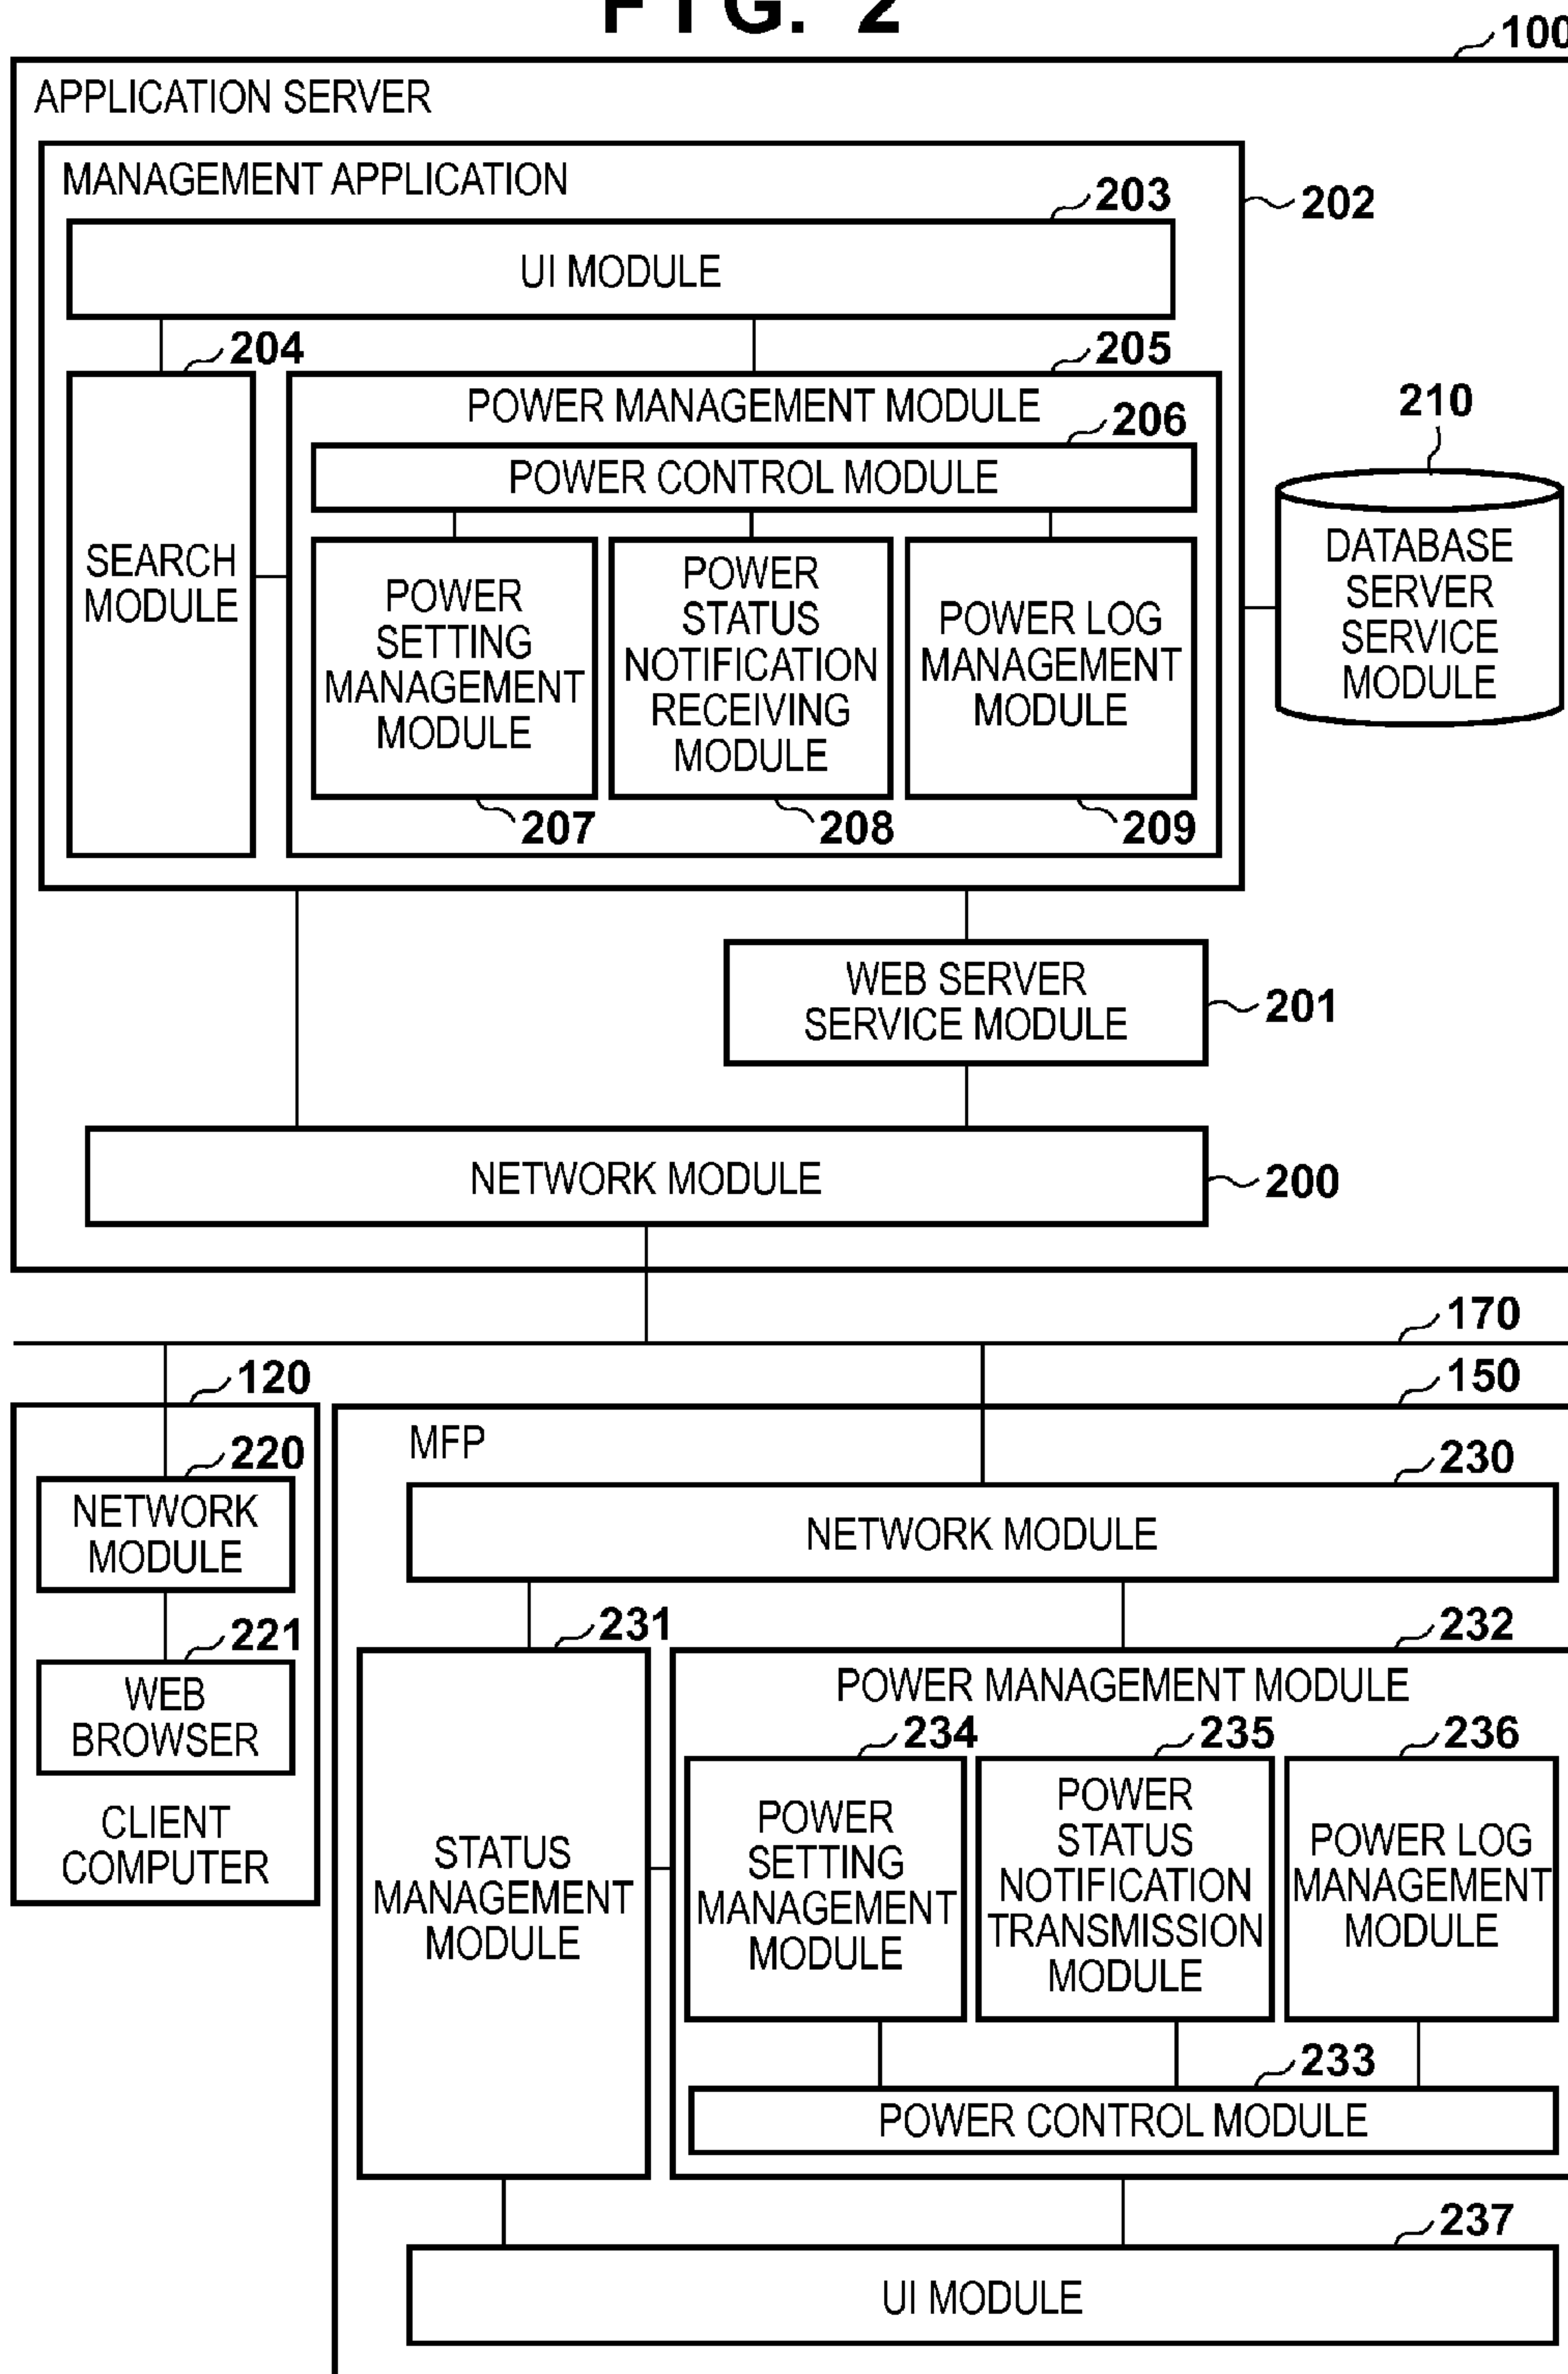 FIG. 2
100
APPLICATION SERVER
MANAGEMENT APPLICATION
203
202
UI MODULE
204
205
POWER MANAGEMENT MODULE
206
POWER CONTROL MODULE
210
SEARCH
MODULE
POWER
SETTING
MANAGEMENT
MODULE
POWER
STATUS
NOTIFICATION
RECEIVING
MODULE
POWER LOG
MANAGEMENT
MODULE
DATABASE
SERVER
SERVICE
MODULE
207
208
209
WEB SERVER
SERVICE MODULE
201
NETWORK MODULE
200
170
120
150
220
NETWORK
MODULE
221
WEB
BROWSER
CLIENT
COMPUTER
MFP
230
NETWORK MODULE
231
232
STATUS
MANAGEMENT
MODULE
POWER MANAGEMENT MODULE
234
235
236
POWER
SETTING
MANAGEMENT
MODULE
POWER
STATUS
NOTIFICATION
TRANSMISSION
MODULE
POWER LOG
MANAGEMENT
MODULE
233
POWER CONTROL MODULE
237
UI MODULE